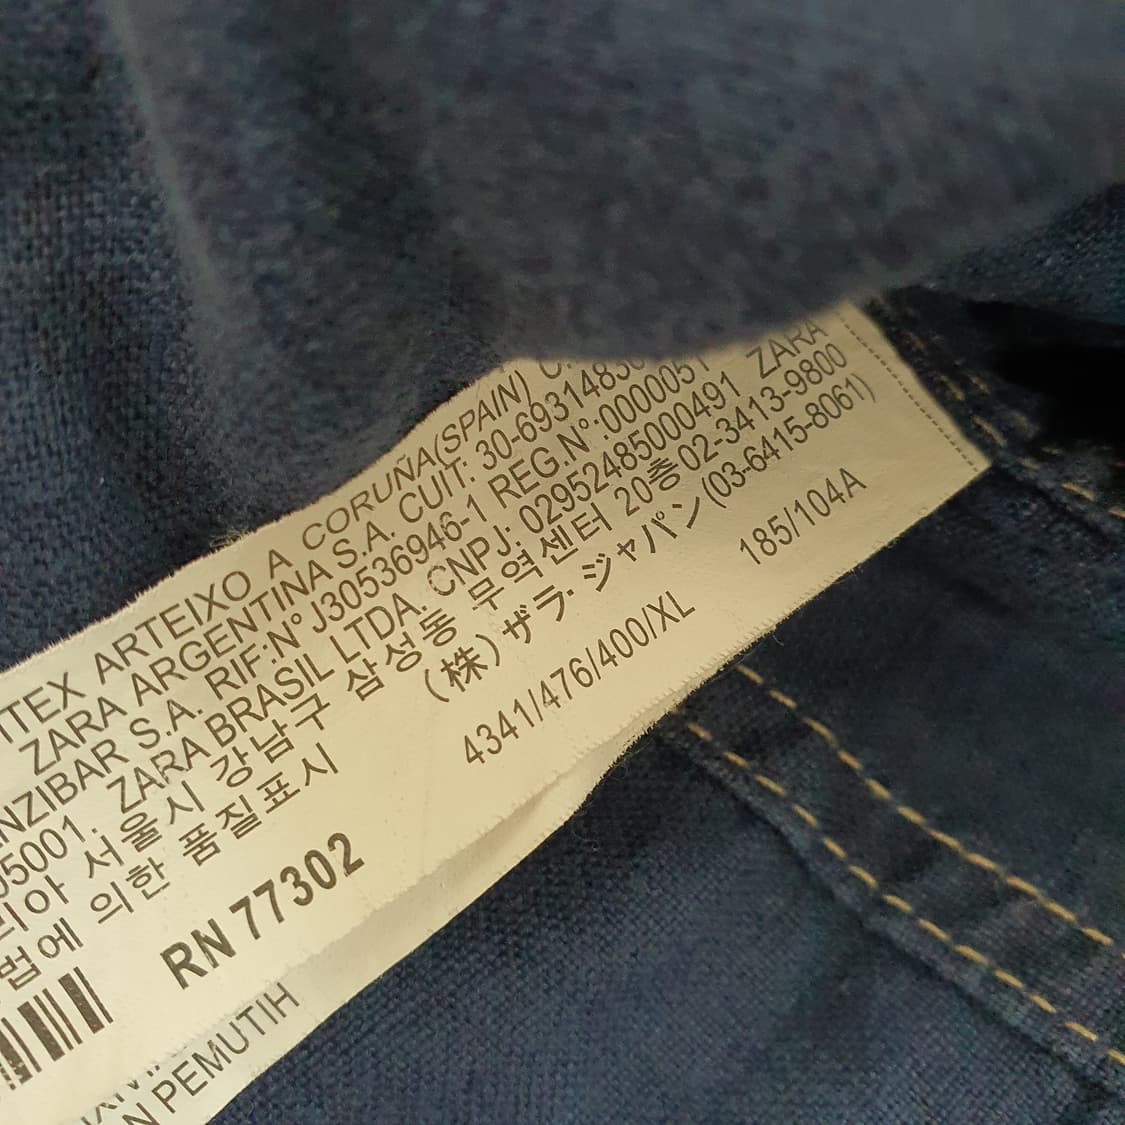 ITEX ARTEIXO A CORUÑA(SPAIN)
ZARA ARGENTINA S.A. CUIT: 30-6931483
NZIBAR S.A. RIF:N°J30536946-1 REG.N°:0000051
05001. ZARA BRASIL LTDA. CNPJ: 02952485000491 ZARA
리아 서울시 강남구 삼성동 무역센터 20층02-3413-9800
법에 의한 품질표시 (株)ザラ・ジャパン(03-6415-8061)
4341/476/400/XL 185/104A
RN 77302
N PEMUTIH